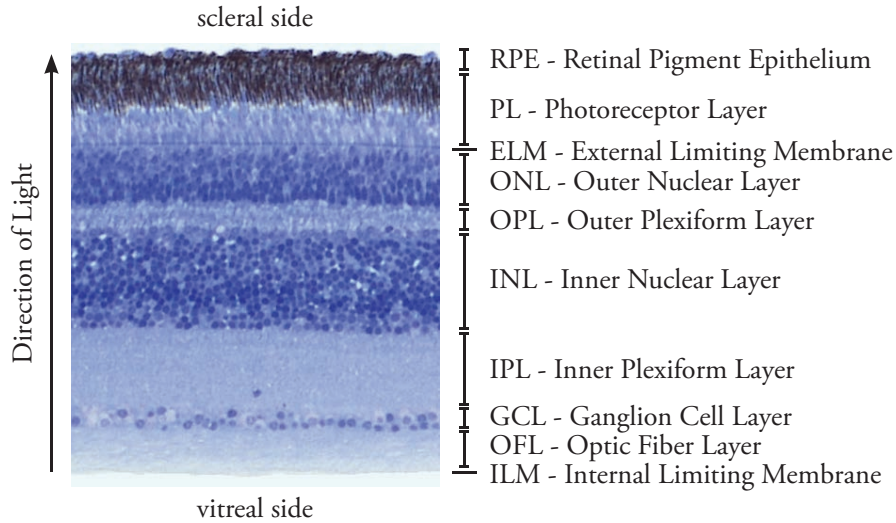 scleral side
Direction of Light
RPE - Retinal Pigment Epithelium
PL - Photoreceptor Layer
ELM - External Limiting Membrane
ONL - Outer Nuclear Layer
OPL - Outer Plexiform Layer
INL - Inner Nuclear Layer
IPL - Inner Plexiform Layer
GCL - Ganglion Cell Layer
OFL - Optic Fiber Layer
ILM - Internal Limiting Membrane
vitreal side